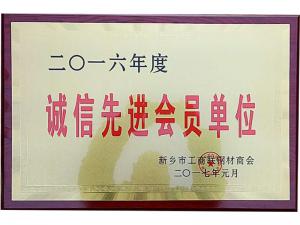 二〇一六年度
诚信先进会员单位
新乡市工商联钢材商会
二〇一七年元月